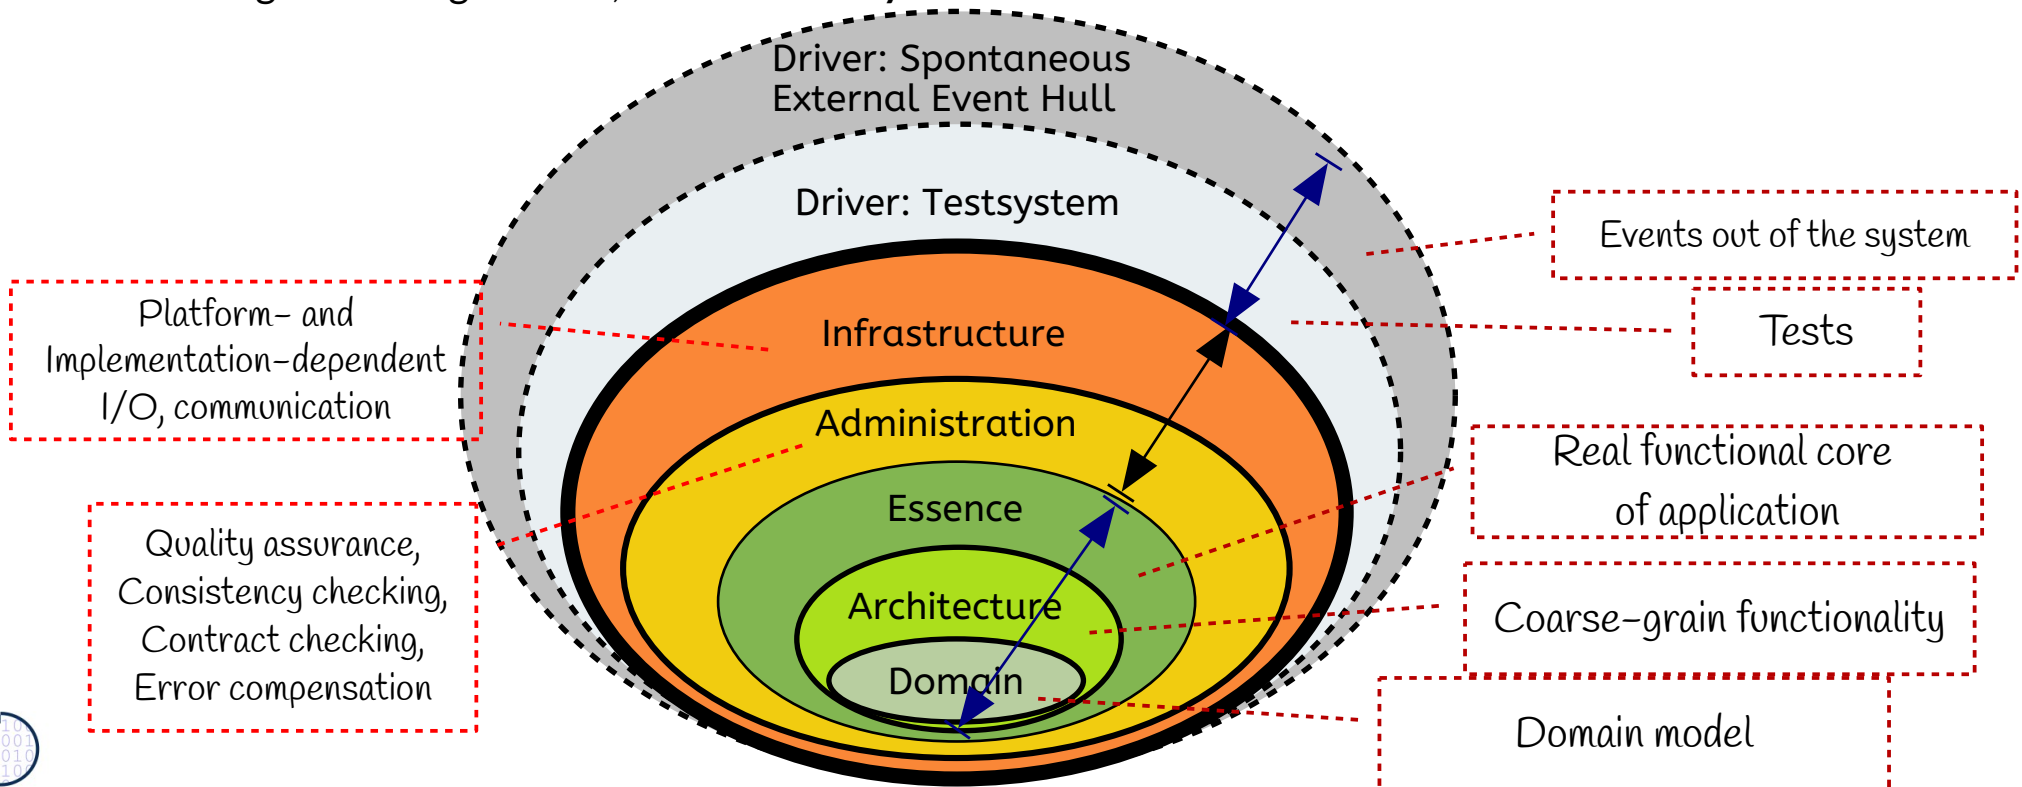 Driver: Spontaneous
External Event Hull
Driver: Testsystem
Events out of the system
Tests
Platform- and
Implementation-dependent
I/O, communication
Infrastructure
Administration
Real functional core
of application
Essence
Quality assurance,
Consistency checking,
Contract checking,
Error compensation
Architecture
Coarse-grain functionality
Domain
Domain model